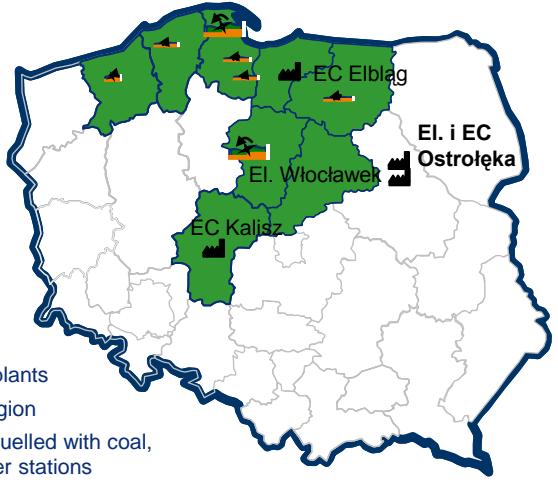 EC Elbląg
El. i EC
Ostrołęka
El. Włocławek
EC Kalisz
plants
gion
uelled with coal,
er stations